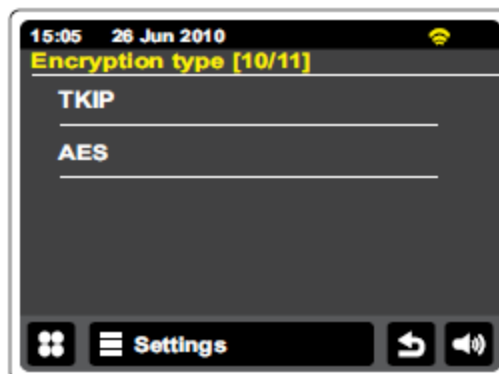 15:05 26 Jun 2010
Encryption type [10/11]
TKIP
AES
Settings